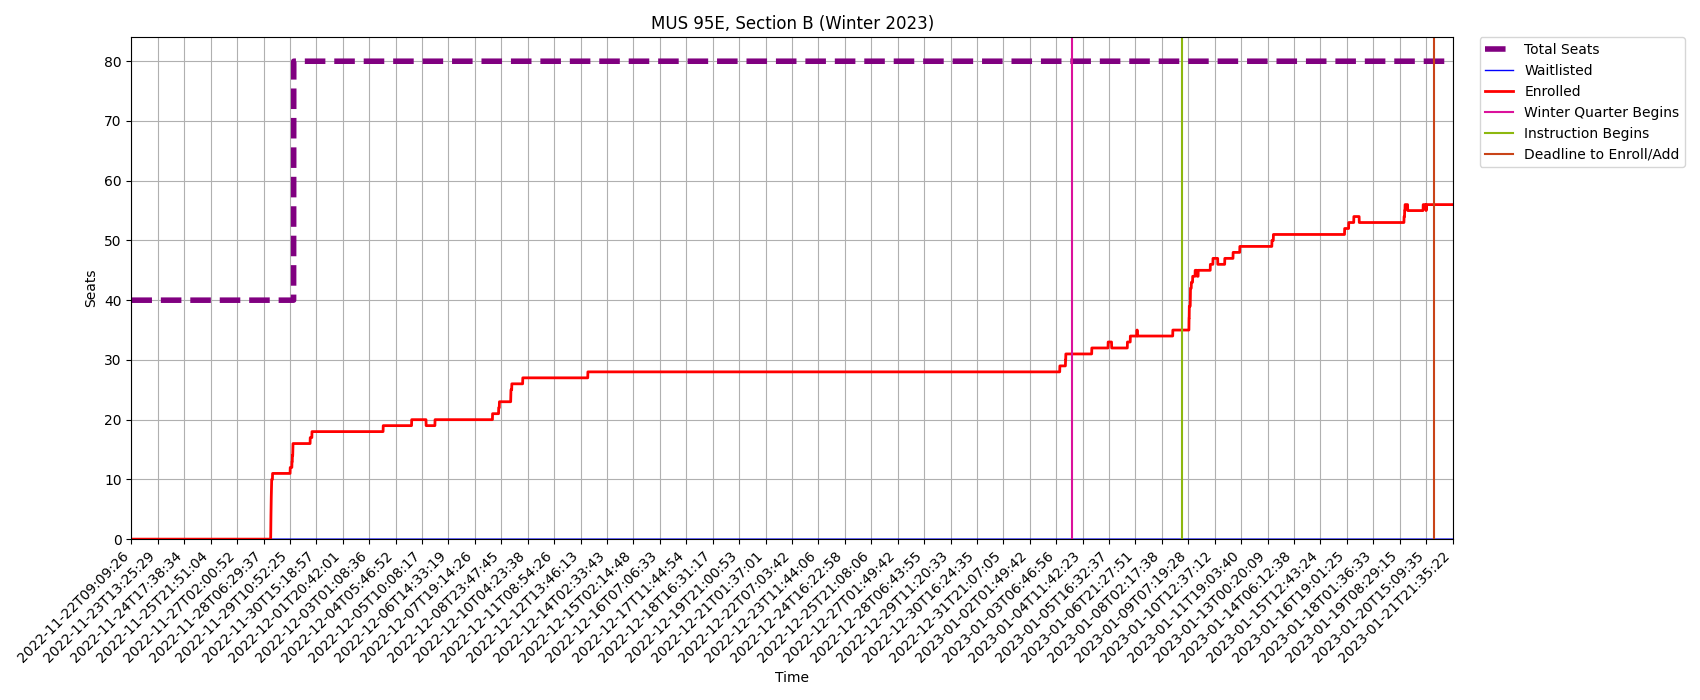 MUS 95E, Section B (Winter 2023)
Total Seats
Waitlisted
Enrolled
Winter Quarter Begins
Instruction Begins
Deadline to Enroll/Add
Seats
80
70
60
50
40
30
20
10
0
2022-11-22T09:09:26
2022-11-23T13:25:29
2022-11-24T17:38:34
2022-11-25T21:51:04
2022-11-27T02:00:52
2022-11-28T06:29:37
2022-11-29T10:52:25
2022-11-30T15:18:57
2022-12-01T20:42:01
2022-12-03T01:08:36
2022-12-04T05:46:52
2022-12-05T10:08:17
2022-12-06T14:33:19
2022-12-07T19:14:26
2022-12-08T23:47:45
2022-12-10T04:23:38
2022-12-11T08:54:26
2022-12-12T13:46:13
2022-12-14T02:33:43
2022-12-15T02:14:48
2022-12-16T07:06:33
2022-12-17T11:44:54
2022-12-18T16:31:17
2022-12-19T21:00:53
2022-12-21T01:37:01
2022-12-22T07:03:42
2022-12-23T11:44:06
2022-12-24T16:22:58
2022-12-25T21:08:06
2022-12-27T01:49:42
2022-12-28T06:43:55
2022-12-29T11:20:33
2022-12-30T16:24:35
2022-12-31T21:07:05
2023-01-02T01:49:42
2023-01-03T06:46:56
2023-01-04T11:42:23
2023-01-05T16:32:37
2023-01-06T21:27:51
2023-01-08T02:17:38
2023-01-09T07:19:28
2023-01-10T12:37:12
2023-01-11T19:03:40
2023-01-13T00:20:09
2023-01-14T06:12:38
2023-01-15T12:43:24
2023-01-16T19:01:25
2023-01-18T01:36:33
2023-01-19T08:29:15
2023-01-20T15:09:35
2023-01-21T21:35:22
Time